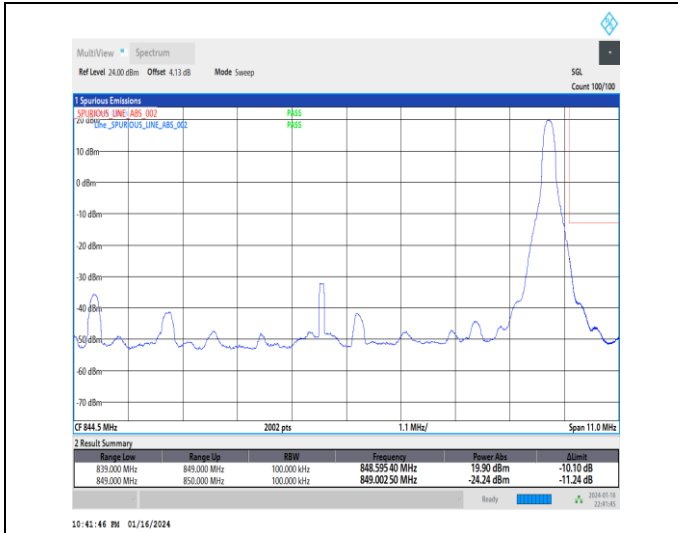 MultiView Spectrum
Ref Level 24.00 dBm Offset 4.13 dB Mode Sweep SGL
Count 100/100
1 Spurious Emissions
SPURIOUS_LINE_ABS_002 PASS
20 dBm
Line _SPURIOUS_LINE_ABS_002 PASS
10 dBm
0 dBm
-10 dBm
-20 dBm
-30 dBm
-40 dBm
-50 dBm
-60 dBm
-70 dBm
CF 844.5 MHz 2002 pts 1.1 MHz/ Span 11.0 MHz
2 Result Summary
Range Low Range Up RBW Frequency Power Abs ΔLimit
839.000 MHz 849.000 MHz 100.000 kHz 848.59540 MHz 19.90 dBm -10.10 dB
849.000 MHz 850.000 MHz 100.000 kHz 849.00250 MHz -24.24 dBm -11.24 dB
Ready 2024-01-16
22:41:45
10:41:46 PM 01/16/2024